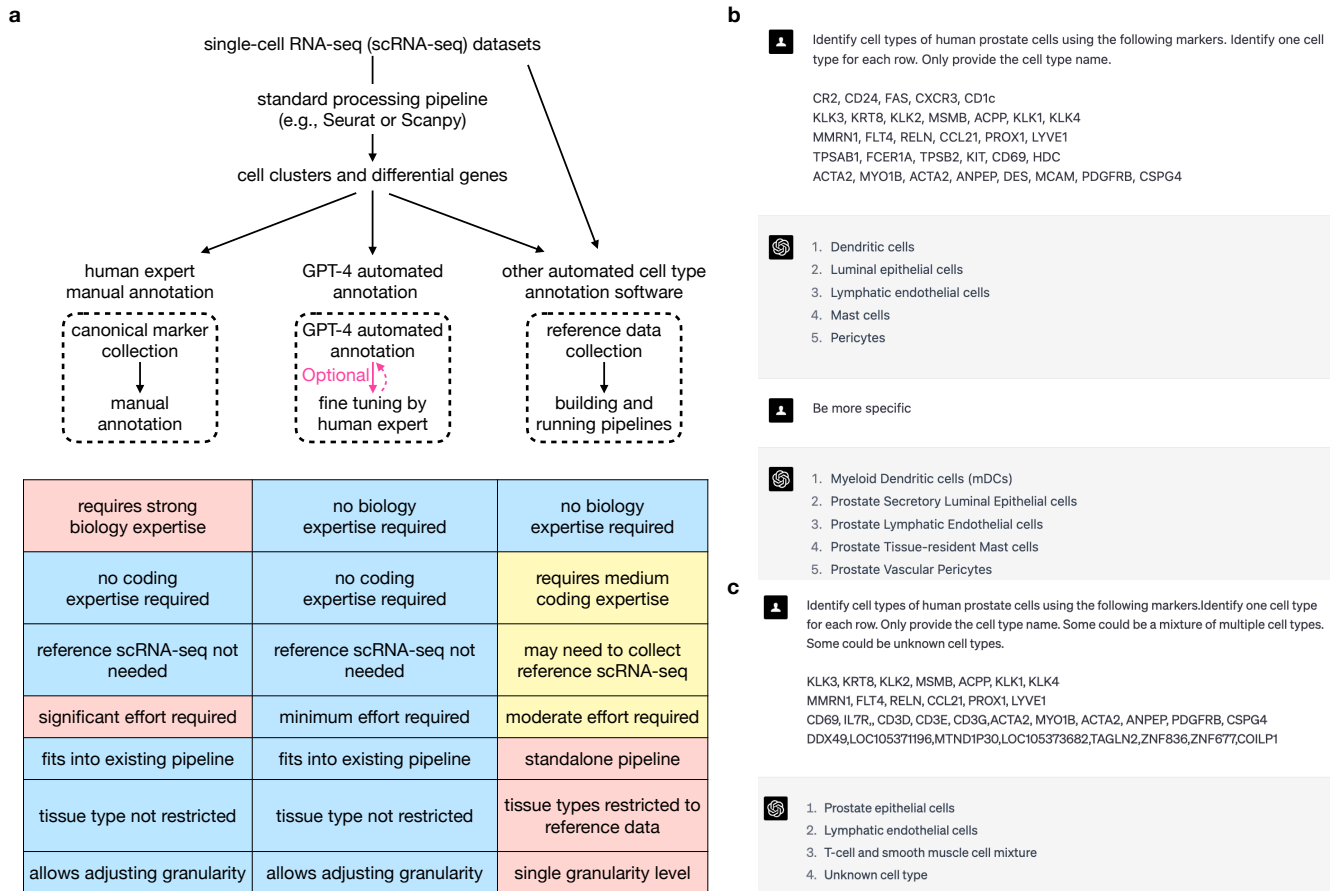 a
single-cell RNA-seq (scRNA-seq) datasets
standard processing pipeline
(e.g., Seurat or Scanpy)
cell clusters and differential genes
human expert
manual annotation
GPT-4 automated
annotation
other automated cell type
annotation software
canonical marker
collection
manual
annotation
GPT-4 automated
annotation
Optional
fine tuning by
human expert
reference data
collection
building and
running pipelines
requires strong
biology expertise
no biology
expertise required
no biology
expertise required
no coding
expertise required
no coding
expertise required
requires medium
coding expertise
reference scRNA-seq not
needed
reference scRNA-seq not
needed
may need to collect
reference scRNA-seq
significant effort required
minimum effort required
moderate effort required
fits into existing pipeline
fits into existing pipeline
standalone pipeline
tissue type not restricted
tissue type not restricted
tissue types restricted to
reference data
allows adjusting granularity
allows adjusting granularity
single granularity level
b
Identify cell types of human prostate cells using the following markers. Identify one cell
type for each row. Only provide the cell type name.
CR2, CD24, FAS, CXCR3, CD1c
KLK3, KRT8, KLK2, MSMB, ACPP, KLK1, KLK4
MMRN1, FLT4, RELN, CCL21, PROX1, LYVE1
TPSAB1, FCER1A, TPSB2, KIT, CD69, HDC
ACTA2, MYO1B, ACTA2, ANPEP, DES, MCAM, PDGFRB, CSPG4
1. Dendritic cells
2. Luminal epithelial cells
3. Lymphatic endothelial cells
4. Mast cells
5. Pericytes
Be more specific
1. Myeloid Dendritic cells (mDCs)
2. Prostate Secretory Luminal Epithelial cells
3. Prostate Lymphatic Endothelial cells
4. Prostate Tissue-resident Mast cells
5. Prostate Vascular Pericytes
c
Identify cell types of human prostate cells using the following markers.Identify one cell type
for each row. Only provide the cell type name. Some could be a mixture of multiple cell types.
Some could be unknown cell types.
KLK3, KRT8, KLK2, MSMB, ACPP, KLK1, KLK4
MMRN1, FLT4, RELN, CCL21, PROX1, LYVE1
CD69, IL7R,, CD3D, CD3E, CD3G,ACTA2, MYO1B, ACTA2, ANPEP, PDGFRB, CSPG4
DDX49,LOC105371196,MTND1P30,LOC105373682,TAGLN2,ZNF836,ZNF677,COILP1
1. Prostate epithelial cells
2. Lymphatic endothelial cells
3. T-cell and smooth muscle cell mixture
4. Unknown cell type